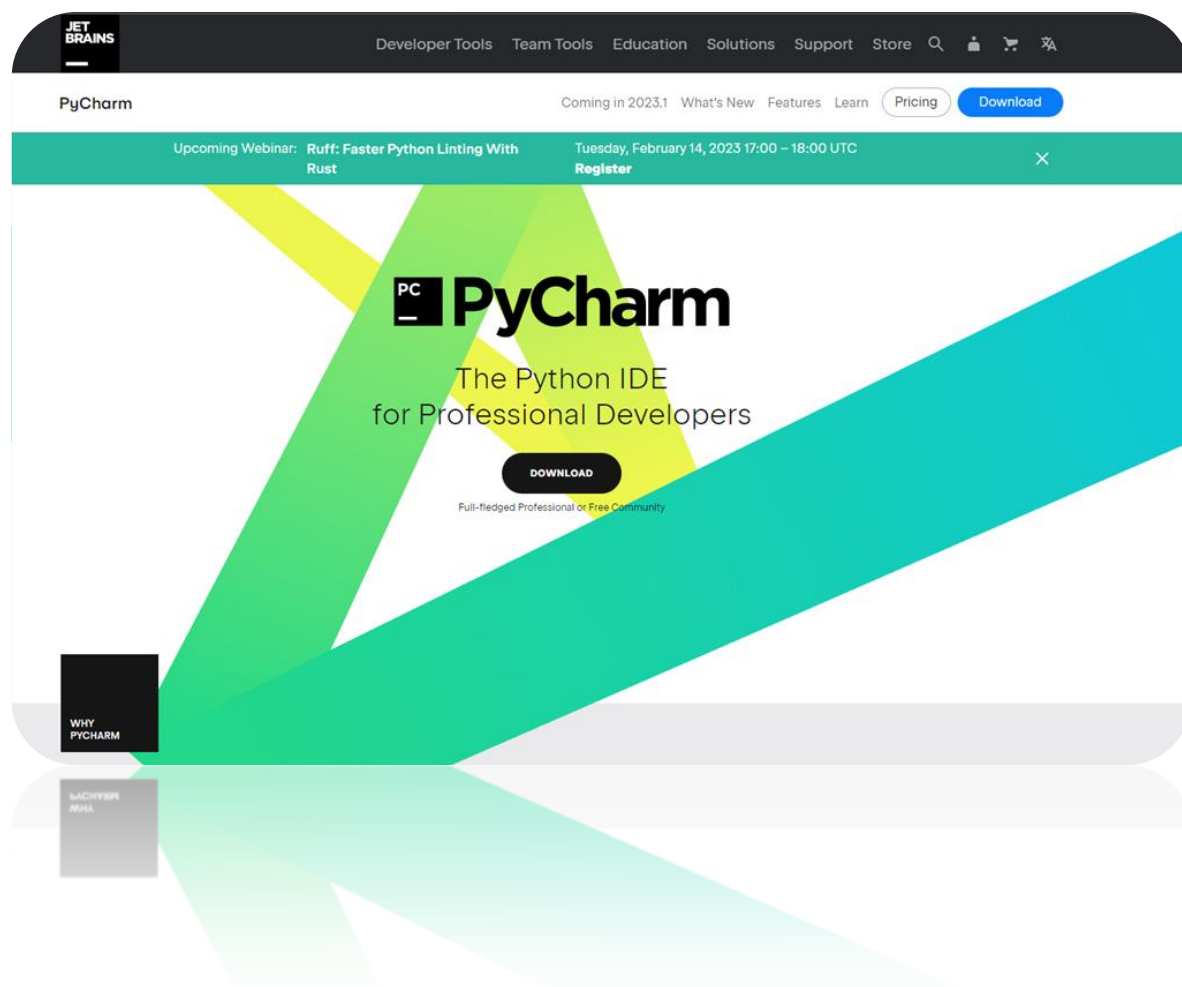 JET
BRAINS
Developer Tools Team Tools Education Solutions Support Store
PyCharm
Coming in 2023.1 What's New Features Learn Pricing Download
Upcoming Webinar: Ruff: Faster Python Linting With
Rust
Tuesday, February 14, 2023 17:00 – 18:00 UTC
Register
PC
PyCharm
The Python IDE
for Professional Developers
DOWNLOAD
Full-fledged Professional or Free Community
WHY
PYCHARM